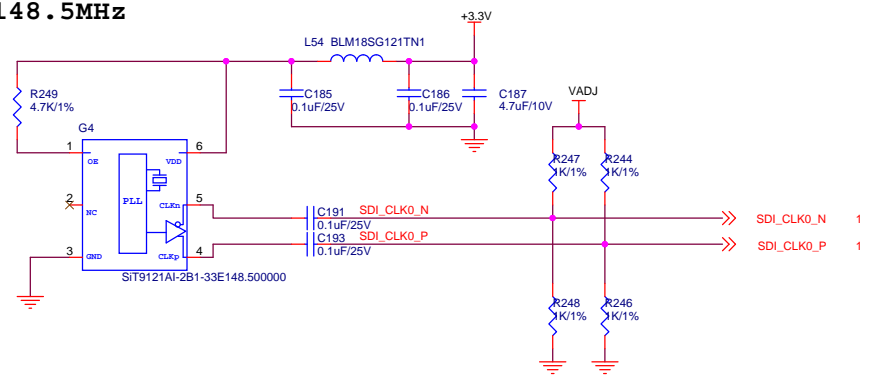 148.5MHz
+3.3V
L54 BLM18SG121TN1
R249
4.7K/1%
C185
0.1uF/25V
C186
0.1uF/25V
C187
4.7uF/10V
VADJ
G4
1
OE
VDD
6
R247
1K/1%
R244
1K/1%
2
NC
PLL
CLKn
5
C191
0.1uF/25V
SDI_CLK0_N
SDI_CLK0_N 1
3
GND
CLKp
4
C193
0.1uF/25V
SDI_CLK0_P
SDI_CLK0_P 1
SiT9121AI-2B1-33E148.500000
R248
1K/1%
R246
1K/1%